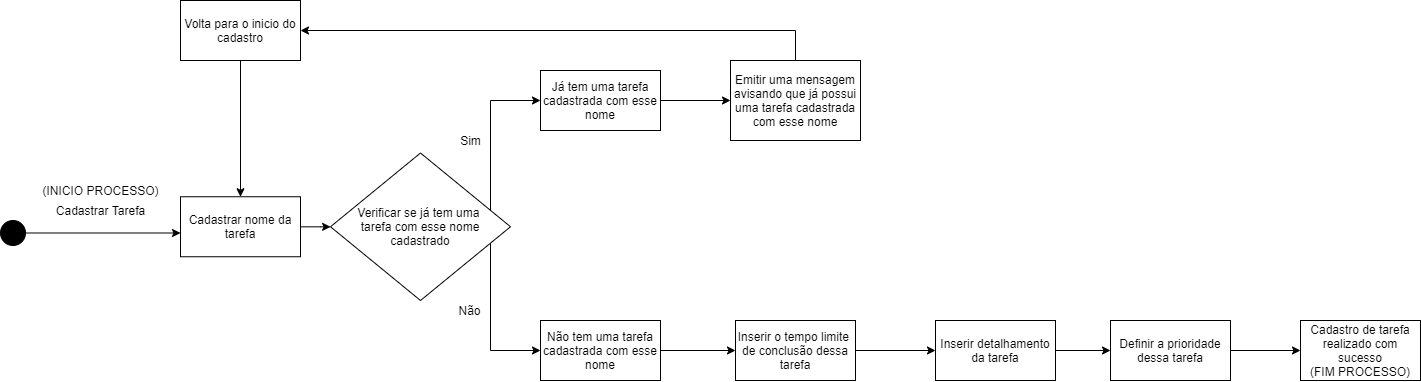 Volta para o inicio do
cadastro
Já tem uma tarefa
cadastrada com esse
nome
Emitir uma mensagem
avisando que já possui
uma tarefa cadastrada
com esse nome
Sim
(INICIO PROCESSO)
Cadastrar Tarefa
Cadastrar nome da
tarefa
Verificar se já tem uma
tarefa com esse nome
cadastrado
Não
Não tem uma tarefa
cadastrada com esse
nome
Inserir o tempo limite
de conclusão dessa
tarefa
Inserir detalhamento
da tarefa
Definir a prioridade
dessa tarefa
Cadastro de tarefa
realizado com
sucesso
(FIM PROCESSO)